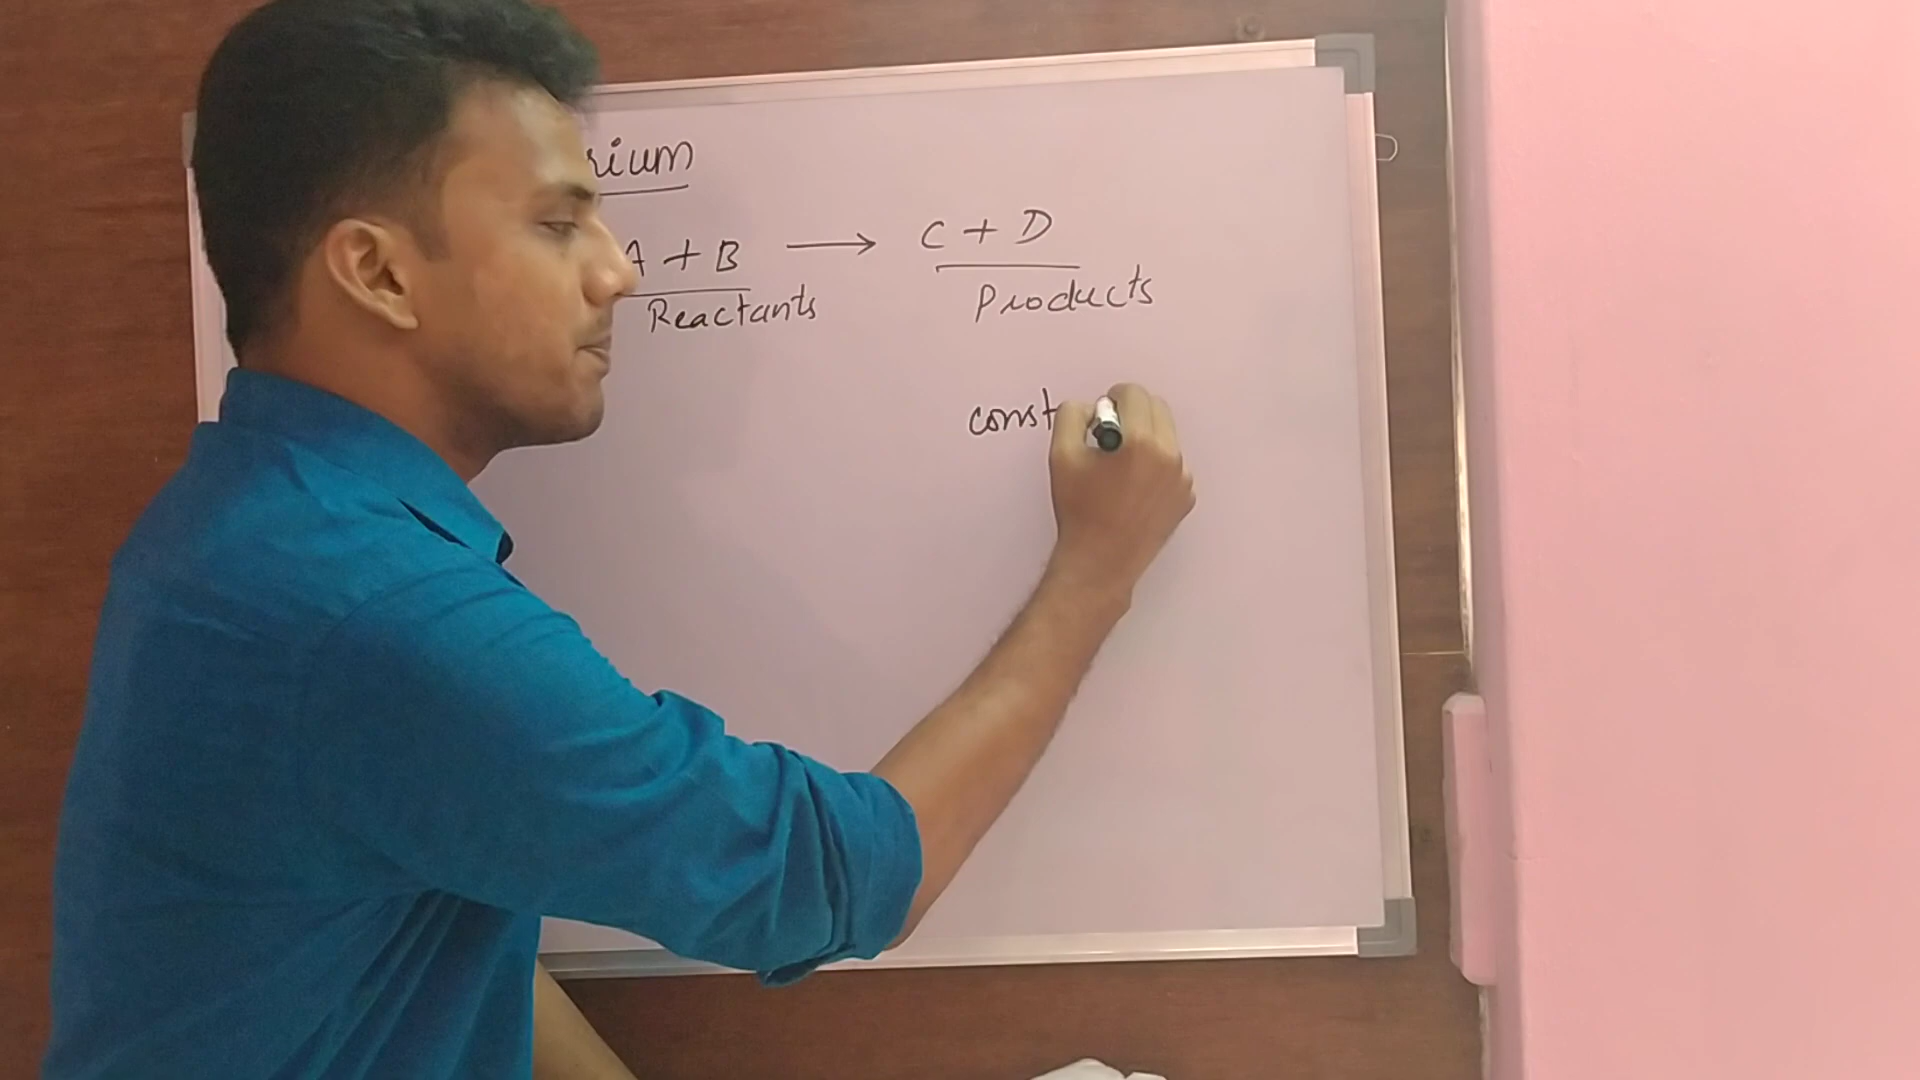 rium
A + B → C + D
Reactants Products
const